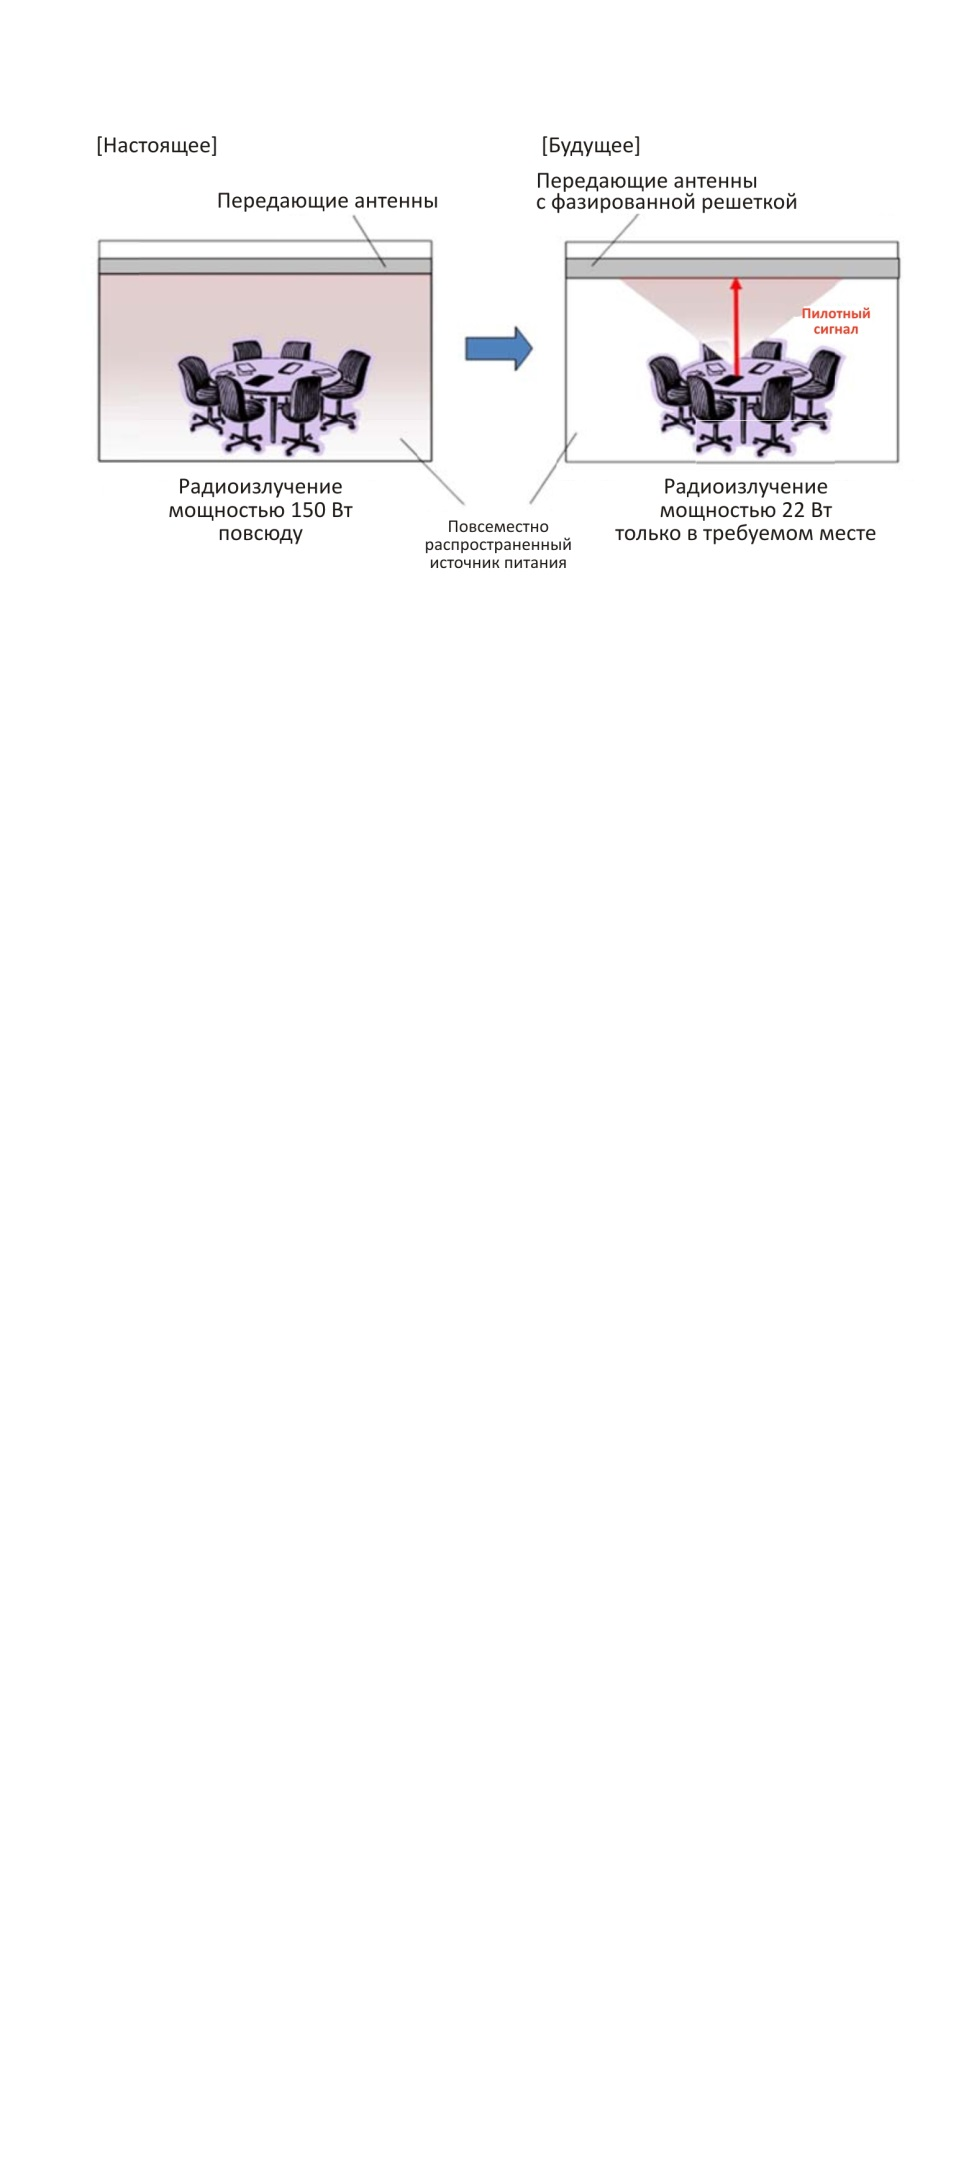 [Настоящее]
Передающие антенны
Радиоизлучение
мощностью 150 Вт
повсюду
[Будущее]
Передающие антенны
с фазированной решеткой
Пилотный
сигнал
Радиоизлучение
мощностью 22 Вт
только в требуемом месте
Повсеместно
распространенный
источник питания